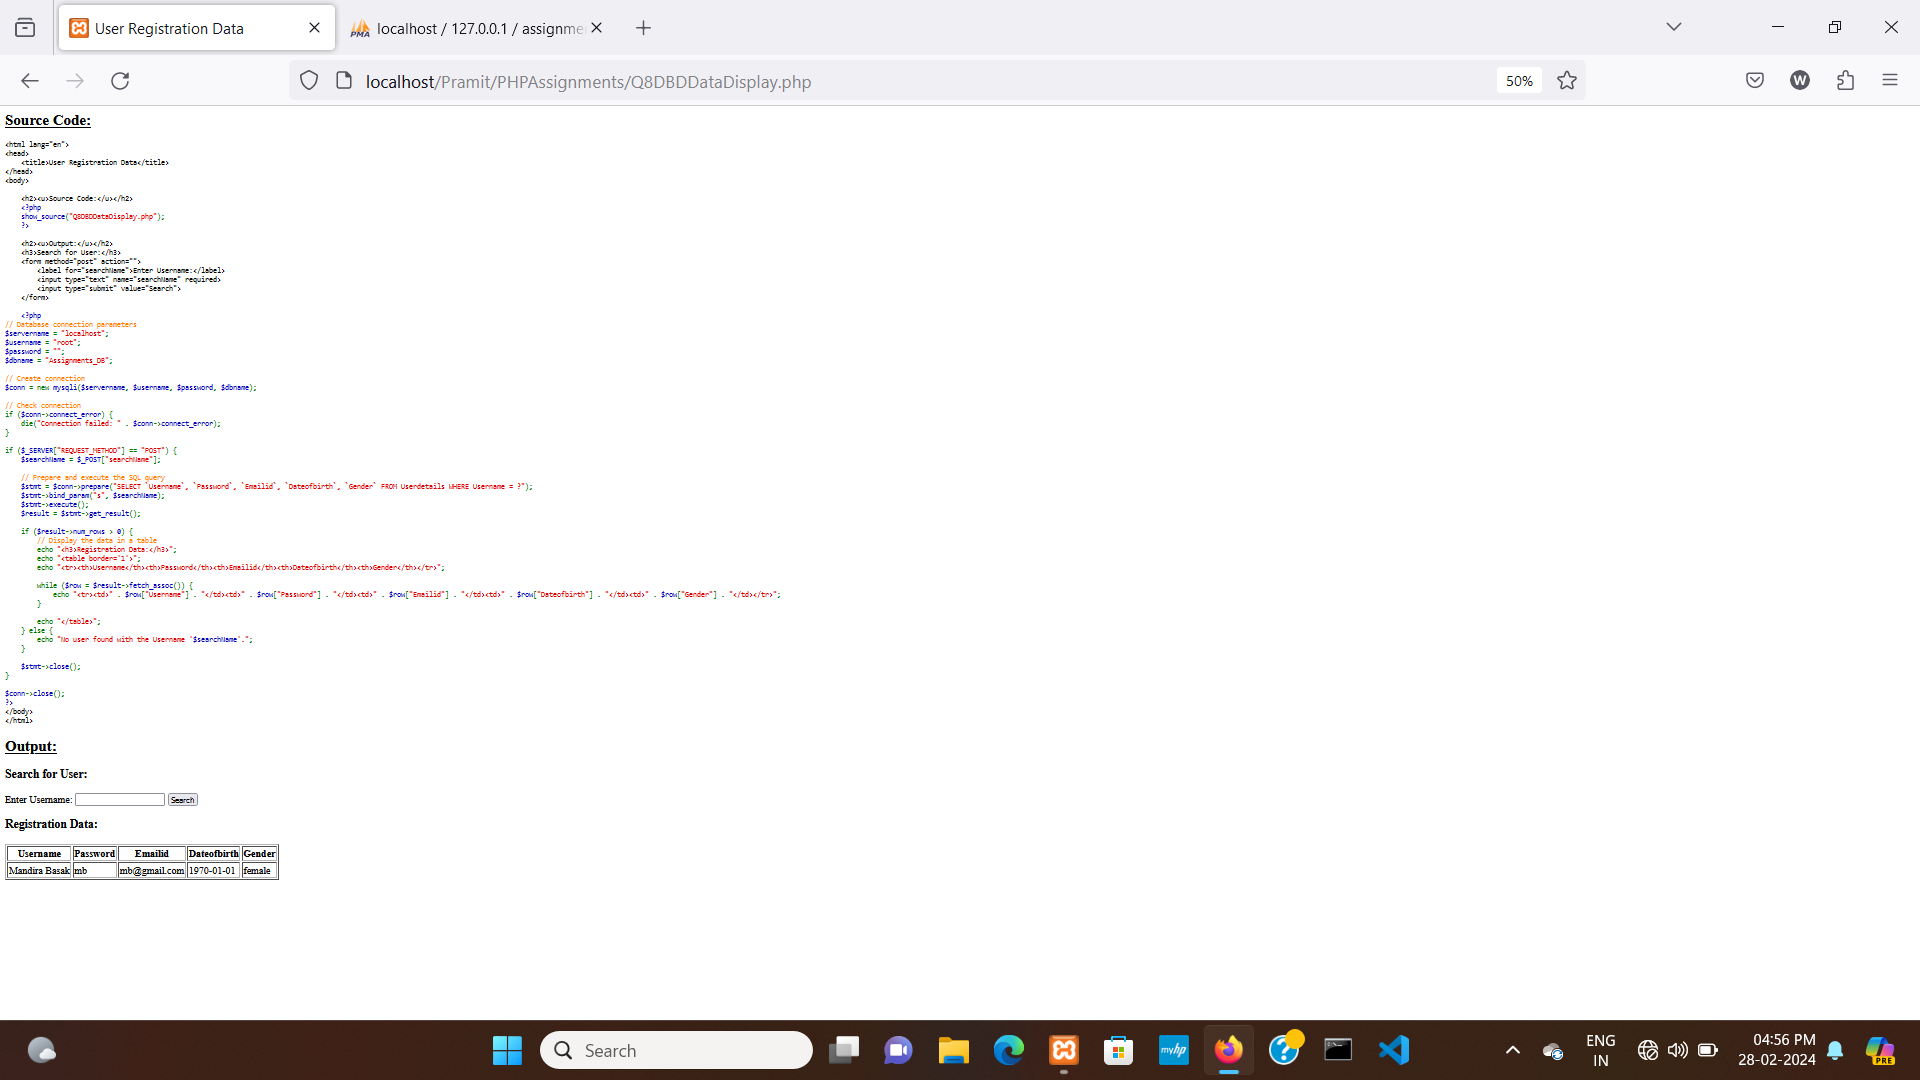 User Registration Data
localhost / 127.0.0.1 / assignme
localhost/Pramit/PHPAssignments/Q8DBDDataDisplay.php
50%
W
Source Code:
<html lang="en">
<head>
    <title>User Registration Data</title>
</head>
<body>
    <h2><u>Source Code:</u></h2>
    <?php
    show_source("Q8DBDDataDisplay.php");
    ?>
    <h2><u>Output:</u></h2>
    <h3>Search for User:</h3>
    <form method="post" action="">
        <label for="searchName">Enter Username:</label>
        <input type="text" name="searchName" required>
        <input type="submit" value="Search">
    </form>
    <?php
// Database connection parameters
$servername = "localhost";
$username = "root";
$password = "";
$dbname = "Assignments_DB";
// Create connection
$conn = new mysqli($servername, $username, $password, $dbname);
// Check connection
if ($conn->connect_error) {
    die("Connection failed: " . $conn->connect_error);
}
if ($_SERVER["REQUEST_METHOD"] == "POST") {
    $searchName = $_POST["searchName"];
    // Prepare and execute the SQL query
    $stmt = $conn->prepare("SELECT `Username`, `Password`, `Emailid`, `Dateofbirth`, `Gender` FROM Userdetails WHERE Username = ?");
    $stmt->bind_param("s", $searchName);
    $stmt->execute();
    $result = $stmt->get_result();
    if ($result->num_rows > 0) {
        // Display the data in a table
        echo "<h3>Registration Data:</h3>";
        echo "<table border='1'>";
        echo "<tr><th>Username</th><th>Password</th><th>Emailid</th><th>Dateofbirth</th><th>Gender</th></tr>";
        while ($row = $result->fetch_assoc()) {
            echo "<tr><td>" . $row["Username"] . "</td><td>" . $row["Password"] . "</td><td>" . $row["Emailid"] . "</td><td>" . $row["Dateofbirth"] . "</td><td>" . $row["Gender"] . "</td></tr>";
        }
        echo "</table>";
    } else {
        echo "No user found with the Username '$searchName'.";
    }
    $stmt->close();
}
$conn->close();
?>
</body>
</html>
Output:
Search for User:
Enter Username: Search
Registration Data:
Username Password Emailid Dateofbirth Gender
Mandira Basak mb mb@gmail.com 1970-01-01 female
Search
myhp
ENG
IN
04:56 PM
28-02-2024
PRE